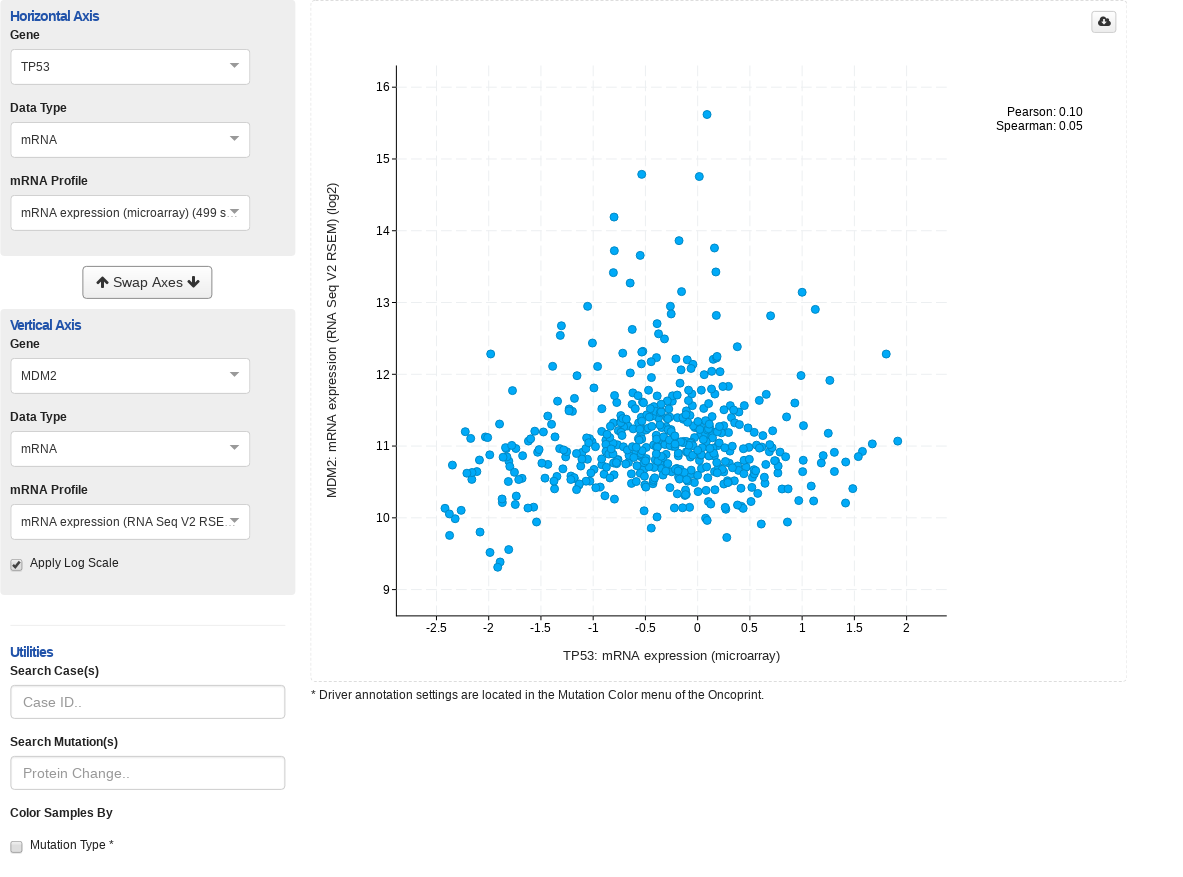 Horizontal Axis
Gene
TP53
Data Type
mRNA
mRNA Profile
mRNA expression (microarray) (499 s...
Swap Axes
Vertical Axis
Gene
MDM2
Data Type
mRNA
mRNA Profile
mRNA expression (RNA Seq V2 RSE...
Apply Log Scale
Utilities
Search Case(s)
Case ID..
Search Mutation(s)
Protein Change..
Color Samples By
Mutation Type *
Pearson: 0.10
Spearman: 0.05
MDM2: mRNA expression (RNA Seq V2 RSEM) (log2)
16
15
14
13
12
11
10
9
-2.5 -2 -1.5 -1 -0.5 0 0.5 1 1.5 2
TP53: mRNA expression (microarray)
* Driver annotation settings are located in the Mutation Color menu of the Oncoprint.